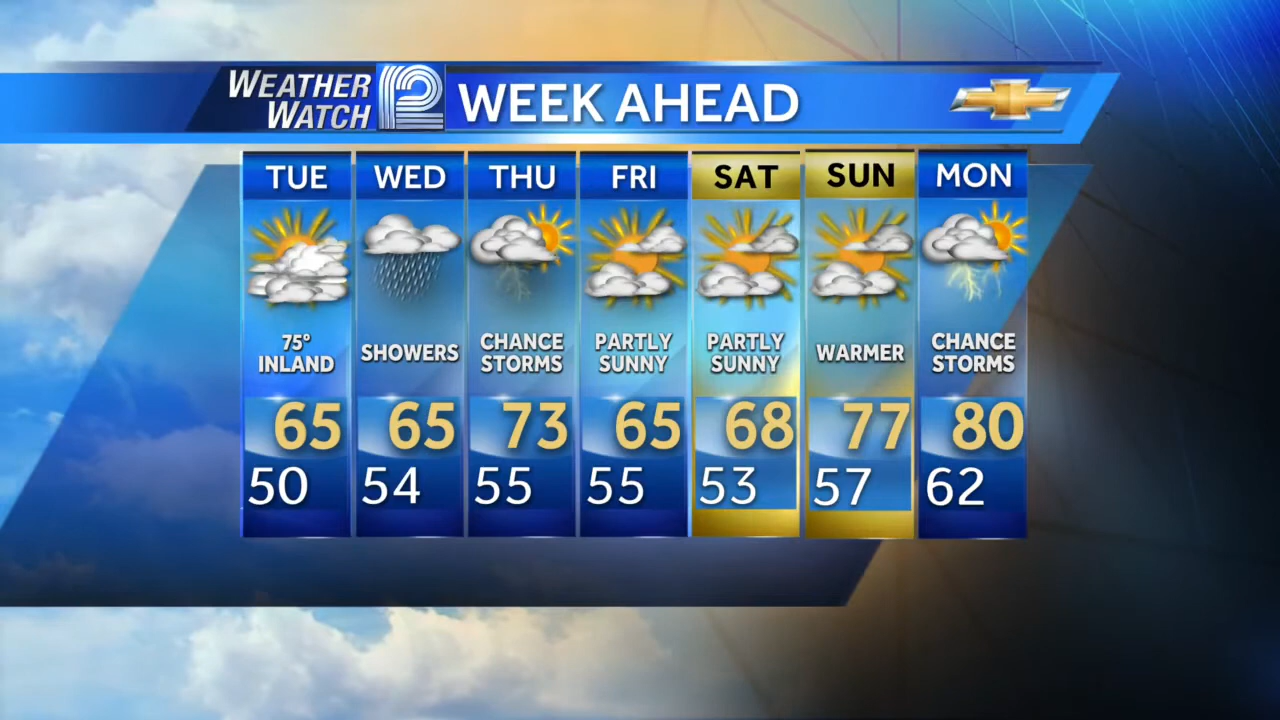 WEATHER
WATCH
12
WEEK AHEAD
TUE
WED
THU
FRI
SAT
SUN
MON
75°
INLAND
SHOWERS
CHANCE
STORMS
PARTLY
SUNNY
PARTLY
SUNNY
WARMER
CHANCE
STORMS
65
65
73
65
68
77
80
50
54
55
55
53
57
62